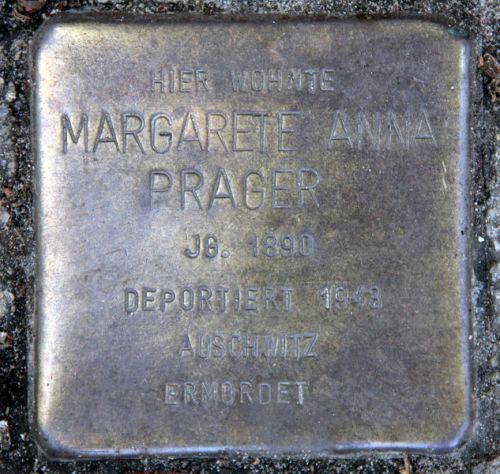 HIER WOHNTE
MARGARETE ANNA
PRAGER
JG. 1890
DEPORTIERT 1943
AUSCHWITZ
ERMORDET